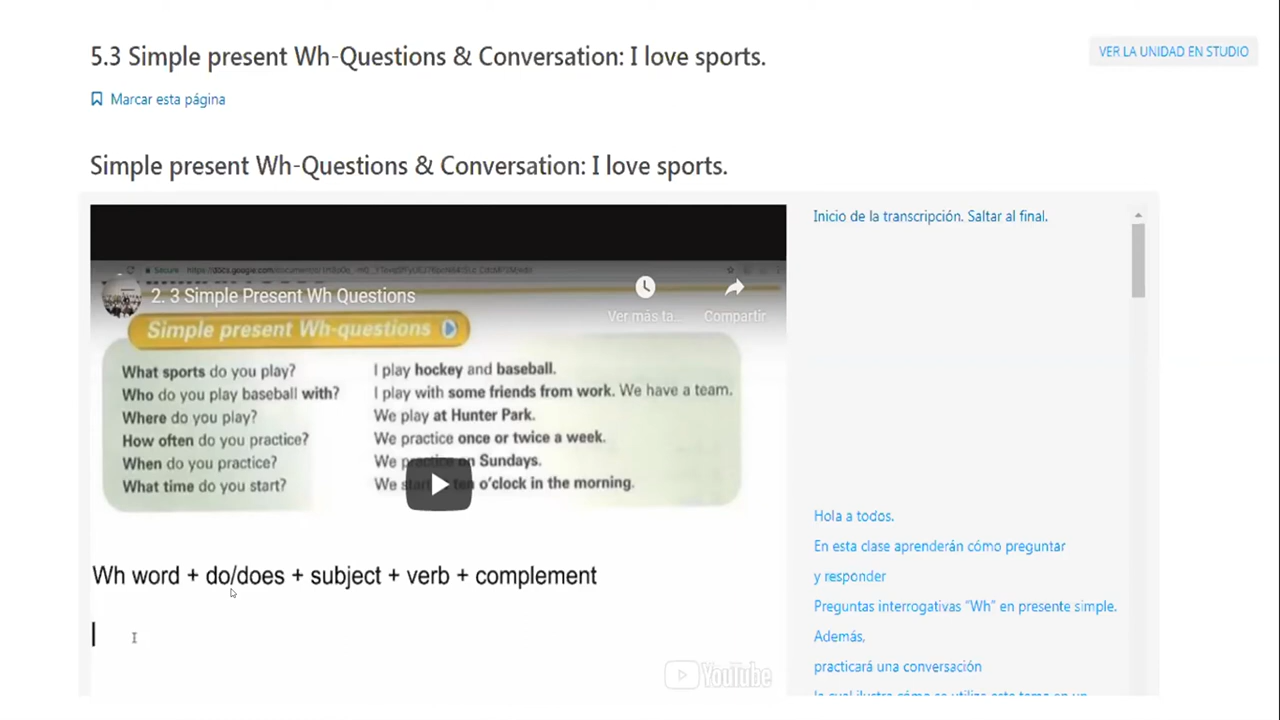 5.3 Simple present Wh-Questions & Conversation: I love sports.
VER LA UNIDAD EN STUDIO
Marcar esta página
Simple present Wh-Questions & Conversation: I love sports.
2. 3 Simple Present Wh Questions
Ver más ta...
Compartir
Simple present Wh-questions
What sports do you play? I play hockey and baseball.
Who do you play baseball with? I play with some friends from work. We have a team.
Where do you play? We play at Hunter Park.
How often do you practice? We practice once or twice a week.
When do you practice? We practice on Sundays.
What time do you start? We o'clock in the morning.
Wh word + do/does + subject + verb + complement
YouTube
Inicio de la transcripción. Saltar al final.
Hola a todos.
En esta clase aprenderán cómo preguntar
y responder
Preguntas interrogativas “Wh” en presente simple.
Además,
practicará una conversación